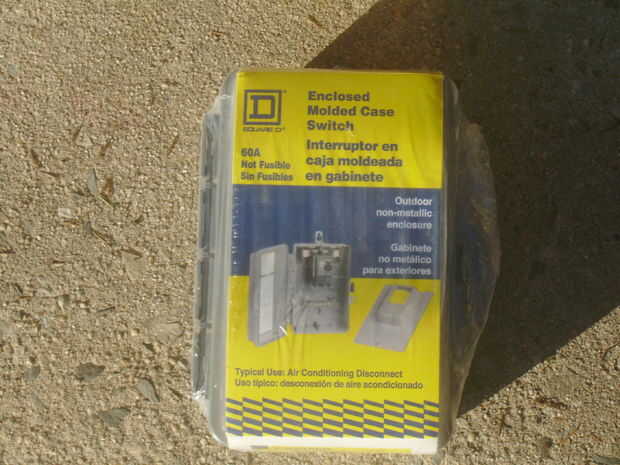 D
SQUARE D
Enclosed
Molded Case
Switch
60A
Not Fusible
Sin Fusibles
Interruptor en
caja moldeada
en gabinete
Outdoor
non-metallic
enclosure
Gabinete
no metálico
para exteriores
Typical Use: Air Conditioning Disconnect
Uso típico: desconexión de aire acondicionado